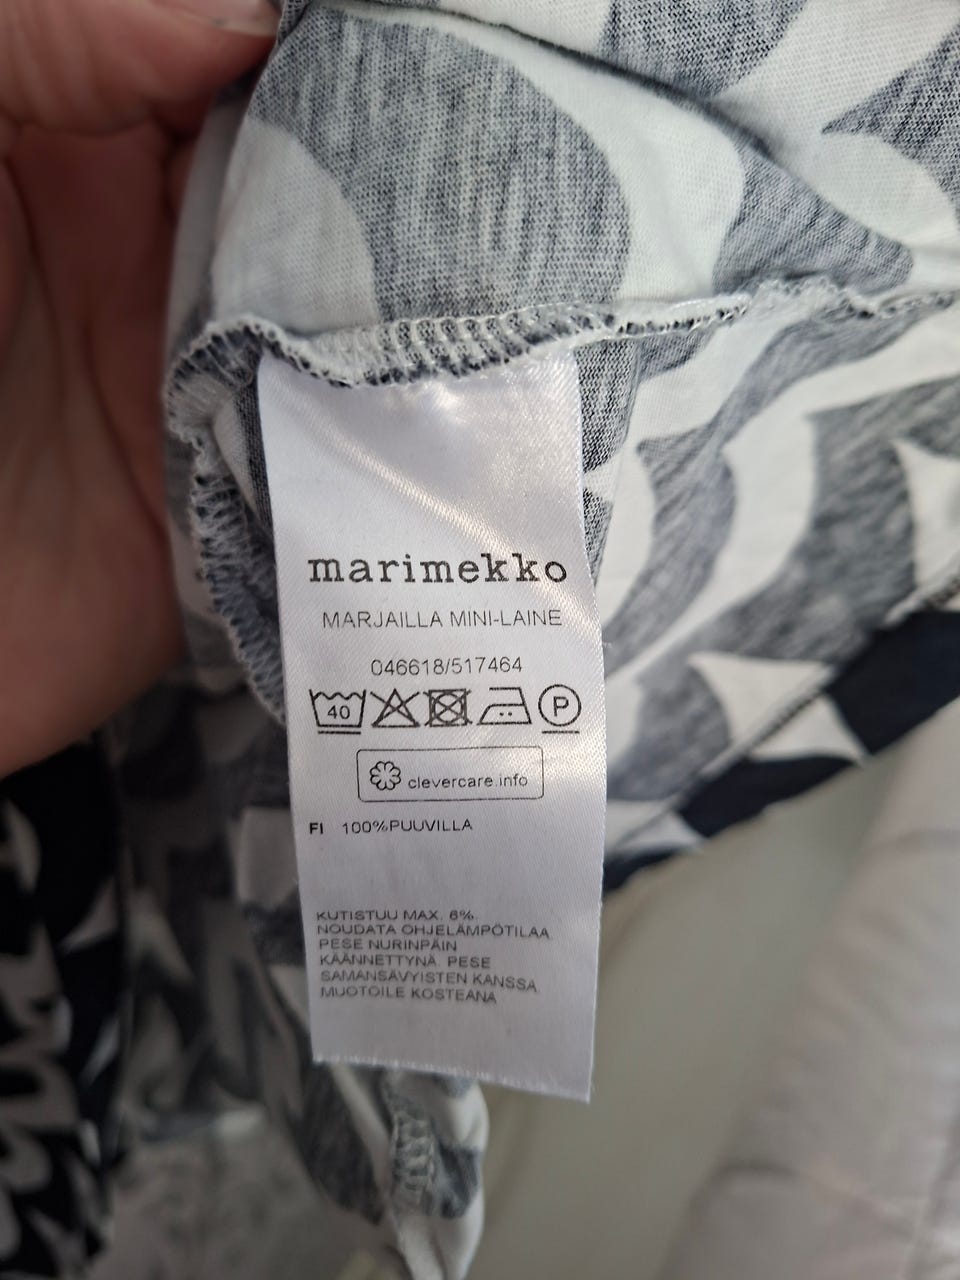 marimekko
MARJAILLA MINI-LAINE
046618/517464
40 P
clevercare.info
FI 100%PUUVILLA
KUTISTUU MAX. 6%.
NOUDATA OHJELÄMPÖTILAA.
PESE NURINPÄIN
KÄÄNNETTYNÄ. PESE
SAMANSÄVYISTEN KANSSA.
MUOTOILE KOSTEANA